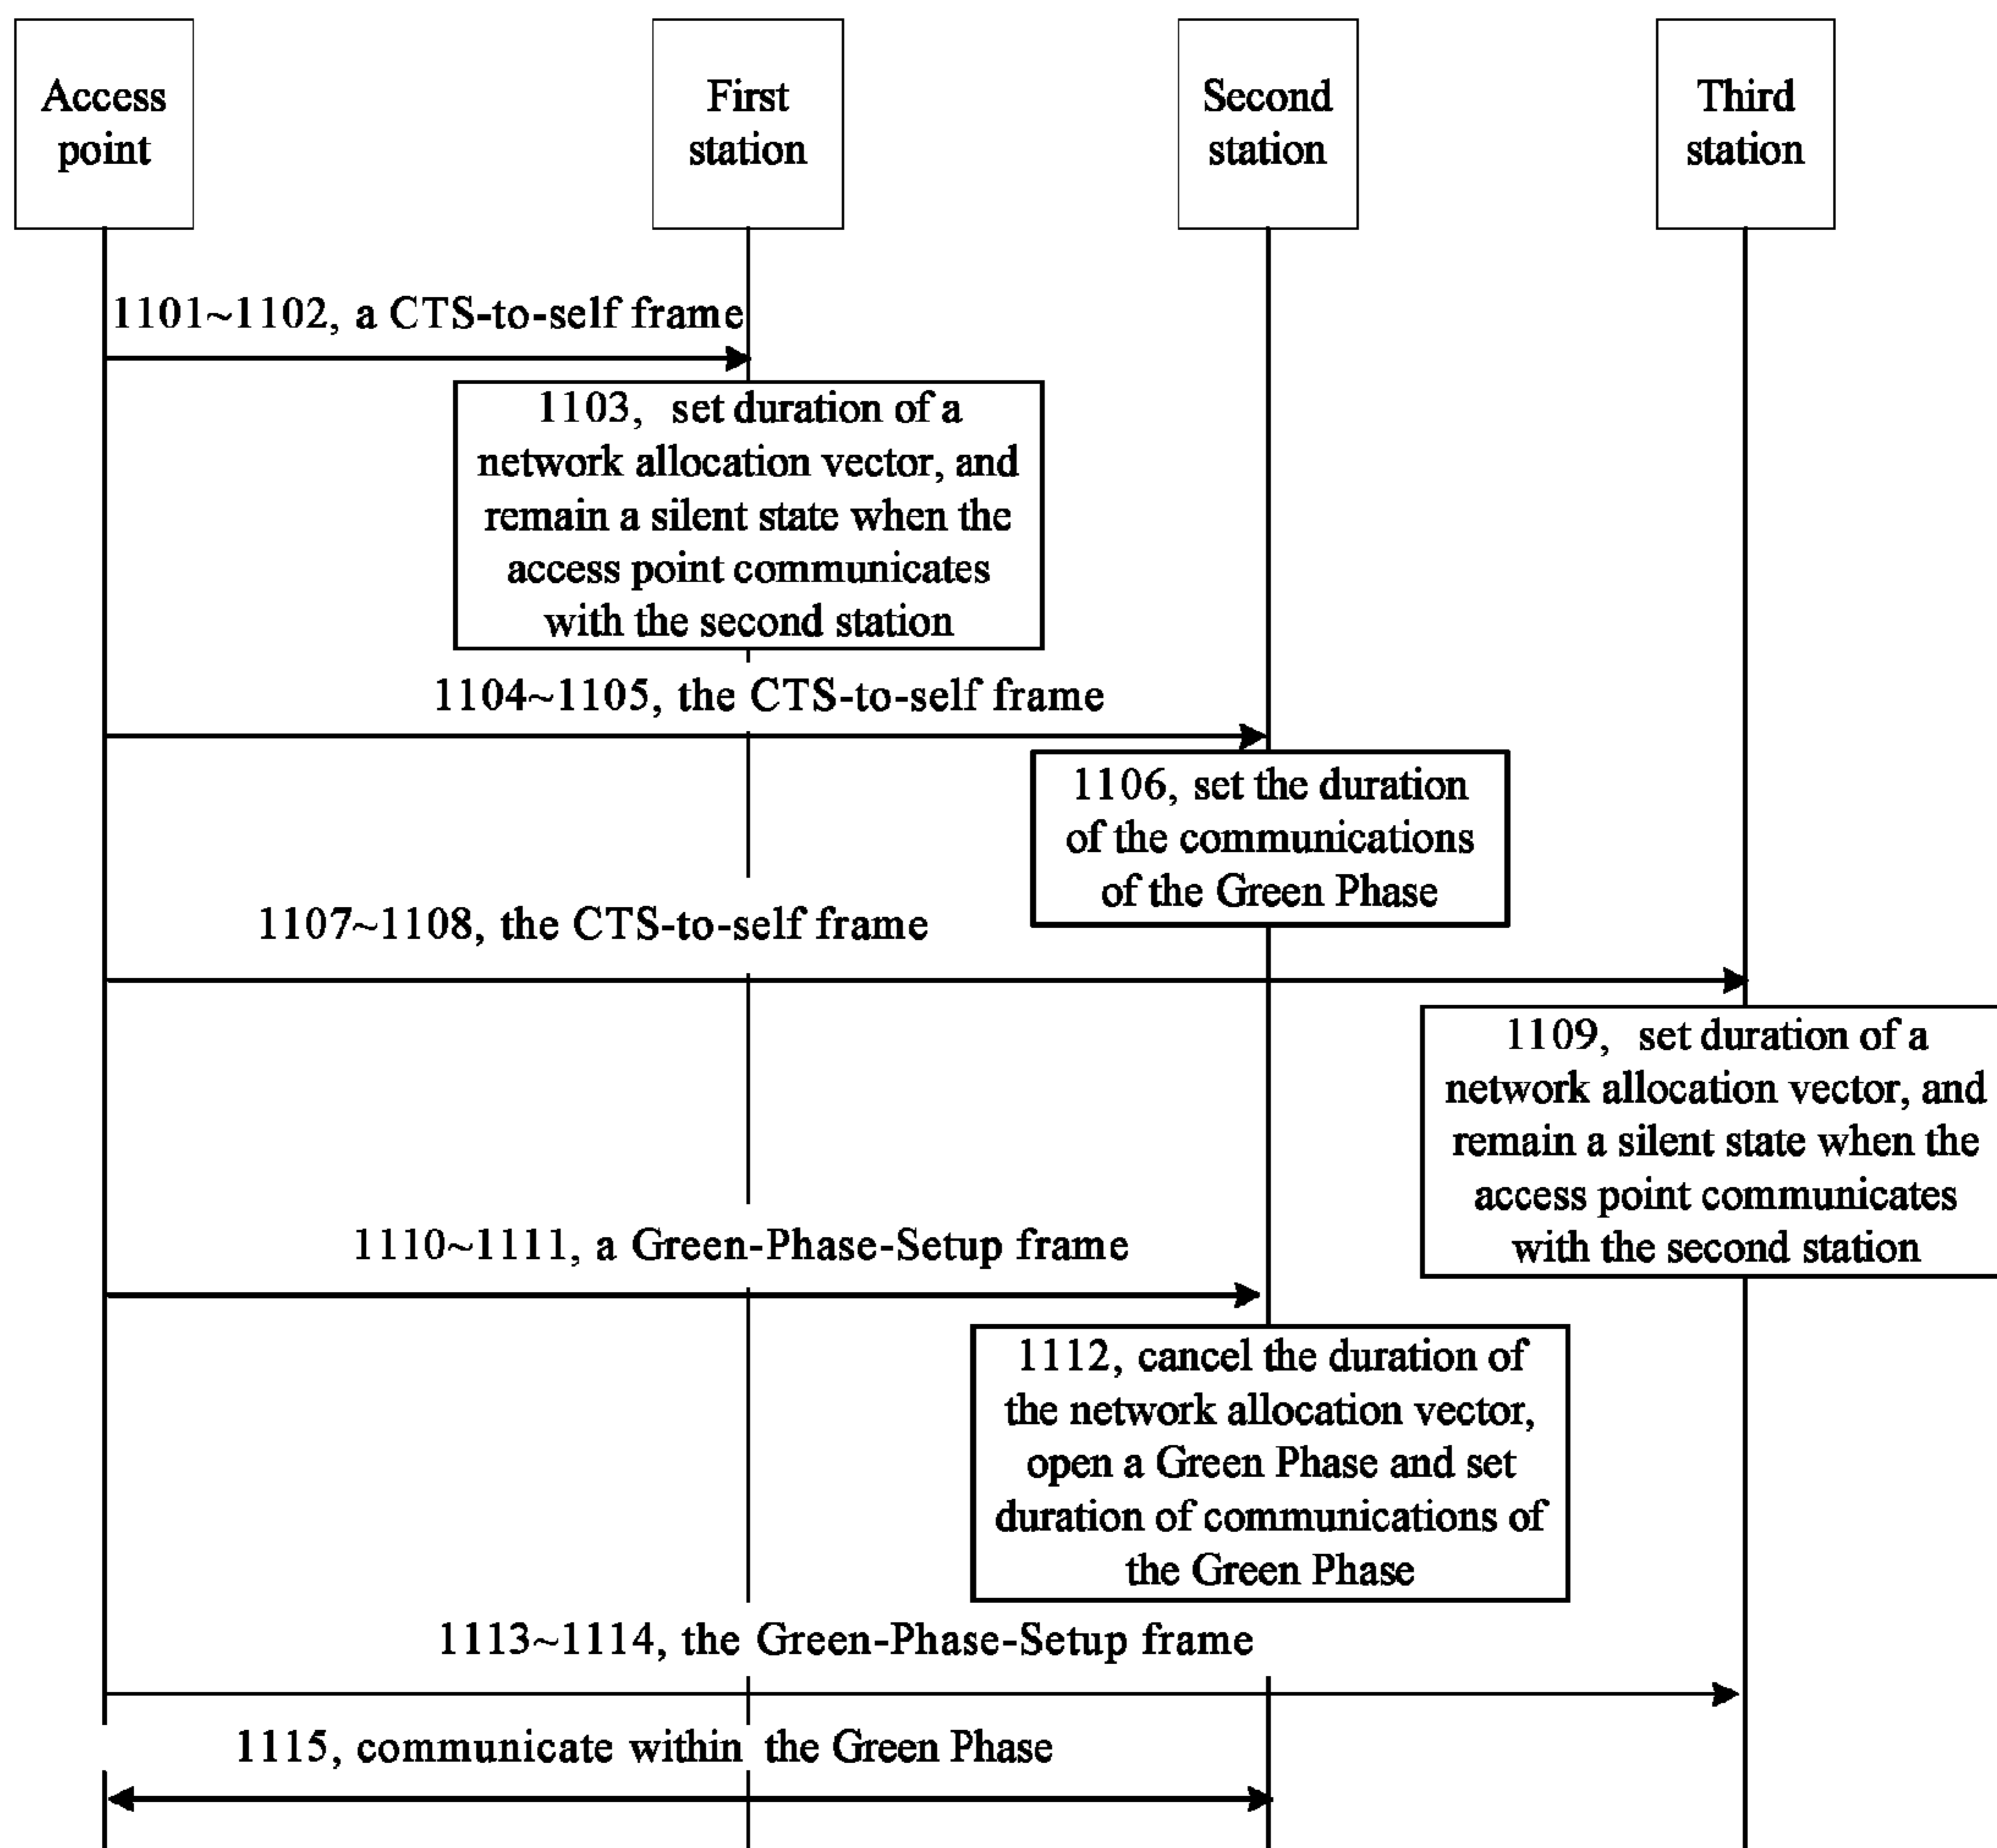 Access
point
First
station
Second
station
Third
station
1101~1102, a CTS-to-self frame
1103, set duration of a
network allocation vector, and
remain a silent state when the
access point communicates
with the second station
1104~1105, the CTS-to-self frame
1106, set the duration
of the communications
of the Green Phase
1107~1108, the CTS-to-self frame
1109, set duration of a
network allocation vector, and
remain a silent state when the
access point communicates
with the second station
1110~1111, a Green-Phase-Setup frame
1112, cancel the duration of
the network allocation vector,
open a Green Phase and set
duration of communications of
the Green Phase
1113~1114, the Green-Phase-Setup frame
1115, communicate within the Green Phase